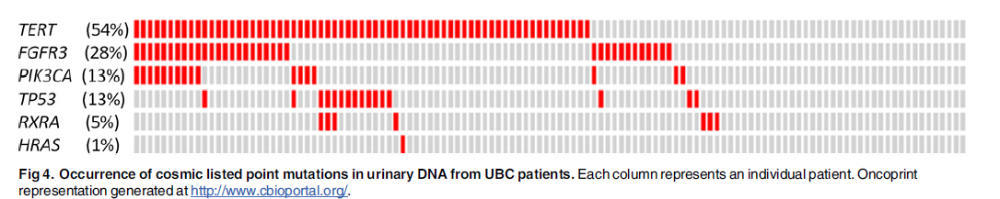 TERT (54%)
FGFR3 (28%)
PIK3CA (13%)
TP53 (13%)
RXRA (5%)
HRAS (1%)
Fig 4. Occurrence of cosmic listed point mutations in urinary DNA from UBC patients. Each column represents an individual patient. Oncoprint
representation generated at http://www.cbioportal.org/.